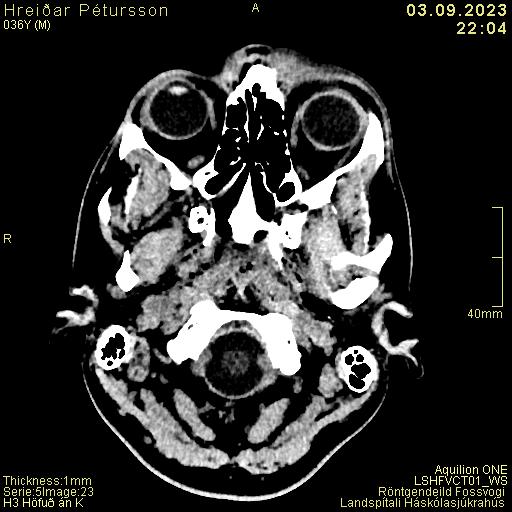 Hreiðar Pétursson
036Y (M)
A
03.09.2023
22:04
R
40mm
Thickness:1mm
Serie:5Image:23
H3 Höfuð án K
Aquilion ONE
LSHFVCT01_WS
Röntgendeild Fossvogi
Landspítali Háskólasjúkrahús